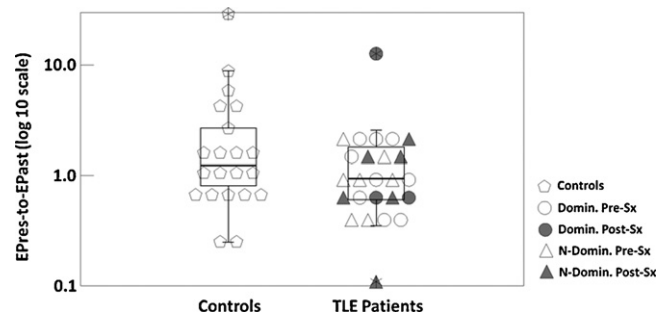 EPres-to-EPast (log 10 scale)
10.0
1.0
0.1
Controls
TLE Patients
Controls
Domin. Pre-Sx
Domin. Post-Sx
N-Domin. Pre-Sx
N-Domin. Post-Sx